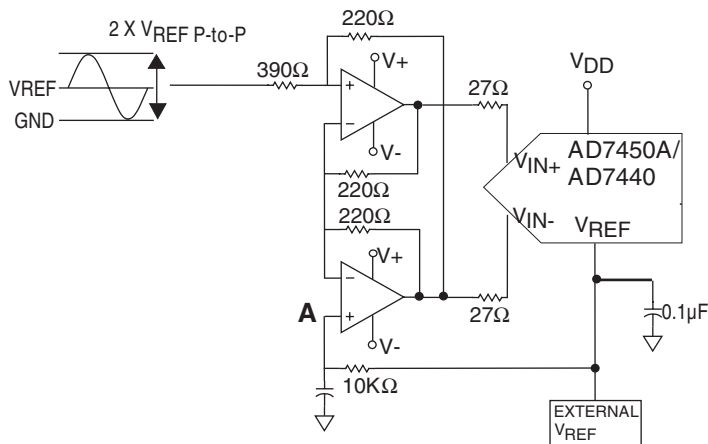 2 X VREF P-to-P
VREF
GND
390Ω
220Ω
V+
+
−
V-
220Ω
220Ω
V+
−
A
+
V-
10KΩ
27Ω
27Ω
VDD
VIN+
AD7450A/
AD7440
VIN-
VREF
0.1µF
EXTERNAL
VREF